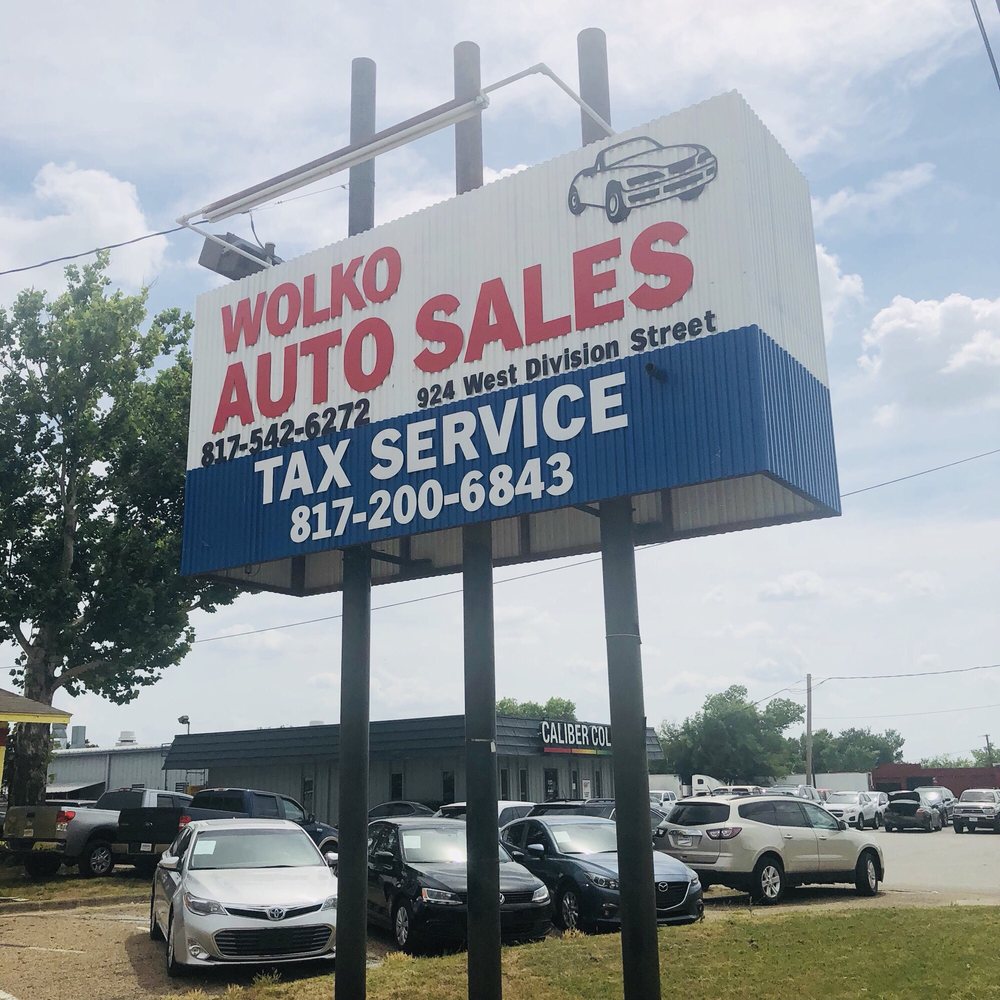 WOLKO
AUTO SALES
817-542-6272
924 West Division Street
TAX SERVICE
817-200-6843
CALIBER COL